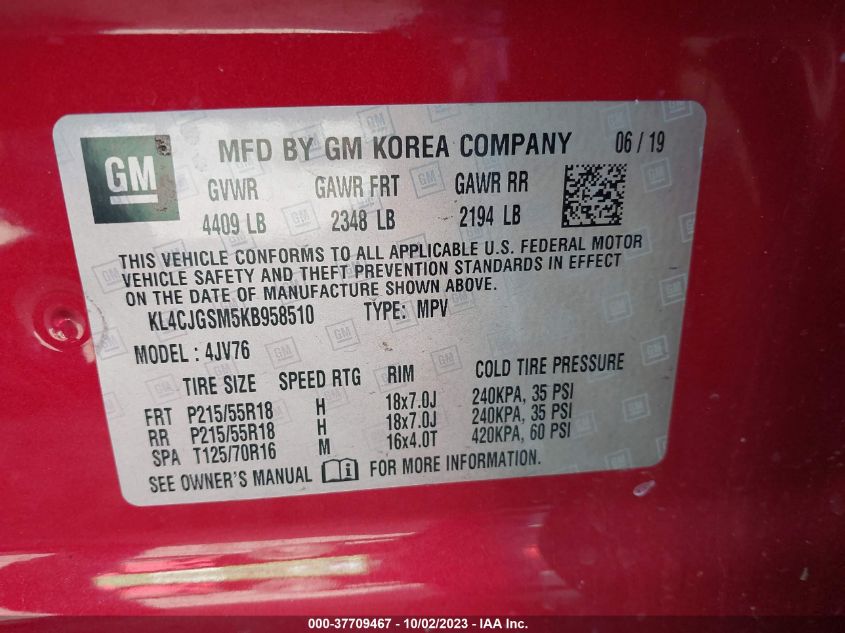 GM MFD BY GM KOREA COMPANY 06 / 19
GVWR GAWR FRT GAWR RR
4409 LB 2348 LB 2194 LB
THIS VEHICLE CONFORMS TO ALL APPLICABLE U.S. FEDERAL MOTOR
VEHICLE SAFETY AND THEFT PREVENTION STANDARDS IN EFFECT
ON THE DATE OF MANUFACTURE SHOWN ABOVE.
KL4CJGSM5KB958510 TYPE: MPV
MODEL : 4JV76
TIRE SIZE SPEED RTG RIM COLD TIRE PRESSURE
FRT P215/55R18 H 18x7.0J 240KPA, 35 PSI
RR P215/55R18 H 18x7.0J 240KPA, 35 PSI
SPA T125/70R16 M 16x4.0T 420KPA, 60 PSI
SEE OWNER'S MANUAL FOR MORE INFORMATION.
000-37709467 - 10/02/2023 - IAA Inc.